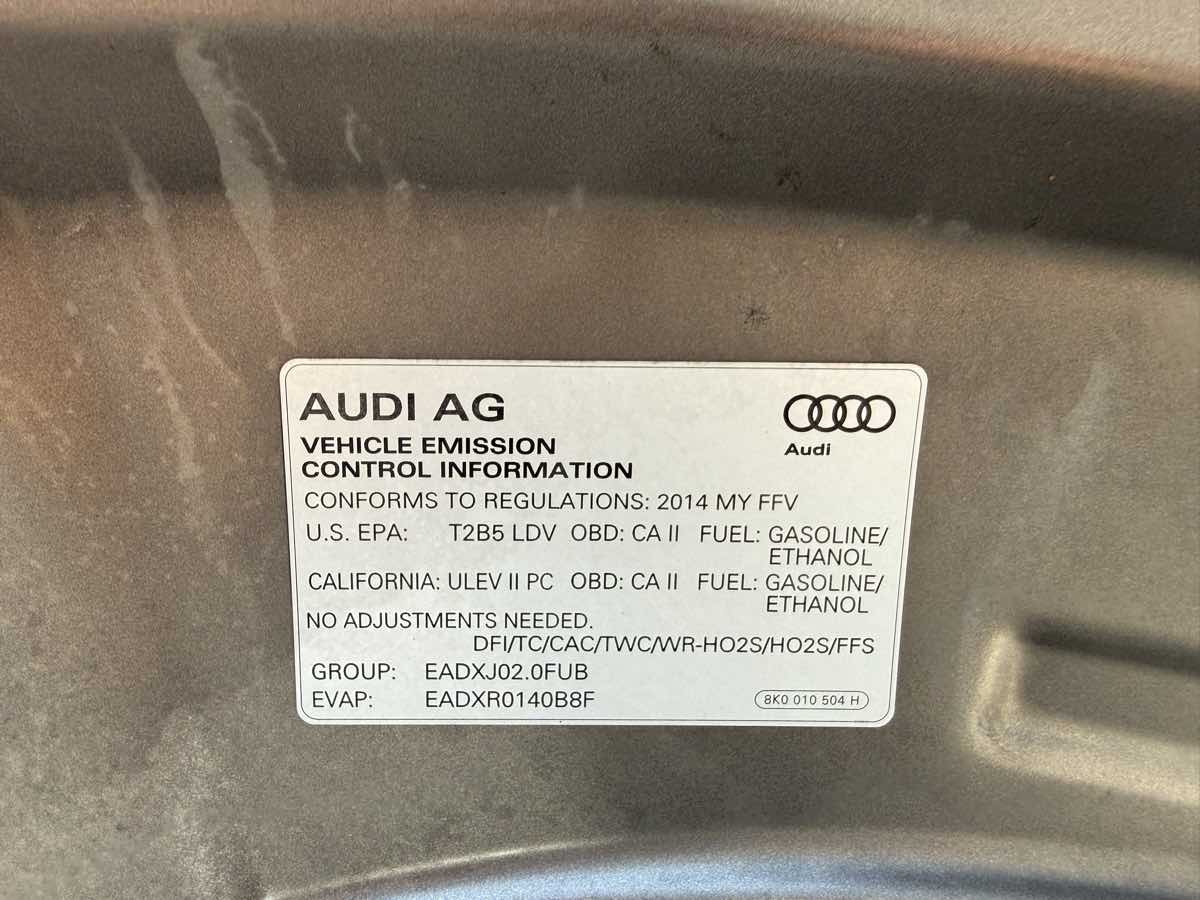 AUDI AG
Audi
VEHICLE EMISSION
CONTROL INFORMATION
CONFORMS TO REGULATIONS: 2014 MY FFV
U.S. EPA: T2B5 LDV OBD: CA II FUEL: GASOLINE/
ETHANOL
CALIFORNIA: ULEV II PC OBD: CA II FUEL: GASOLINE/
ETHANOL
NO ADJUSTMENTS NEEDED.
DFI/TC/CAC/TWC/WR-HO2S/HO2S/FFS
GROUP: EADXJ02.0FUB
EVAP: EADXR0140B8F
8K0 010 504 H